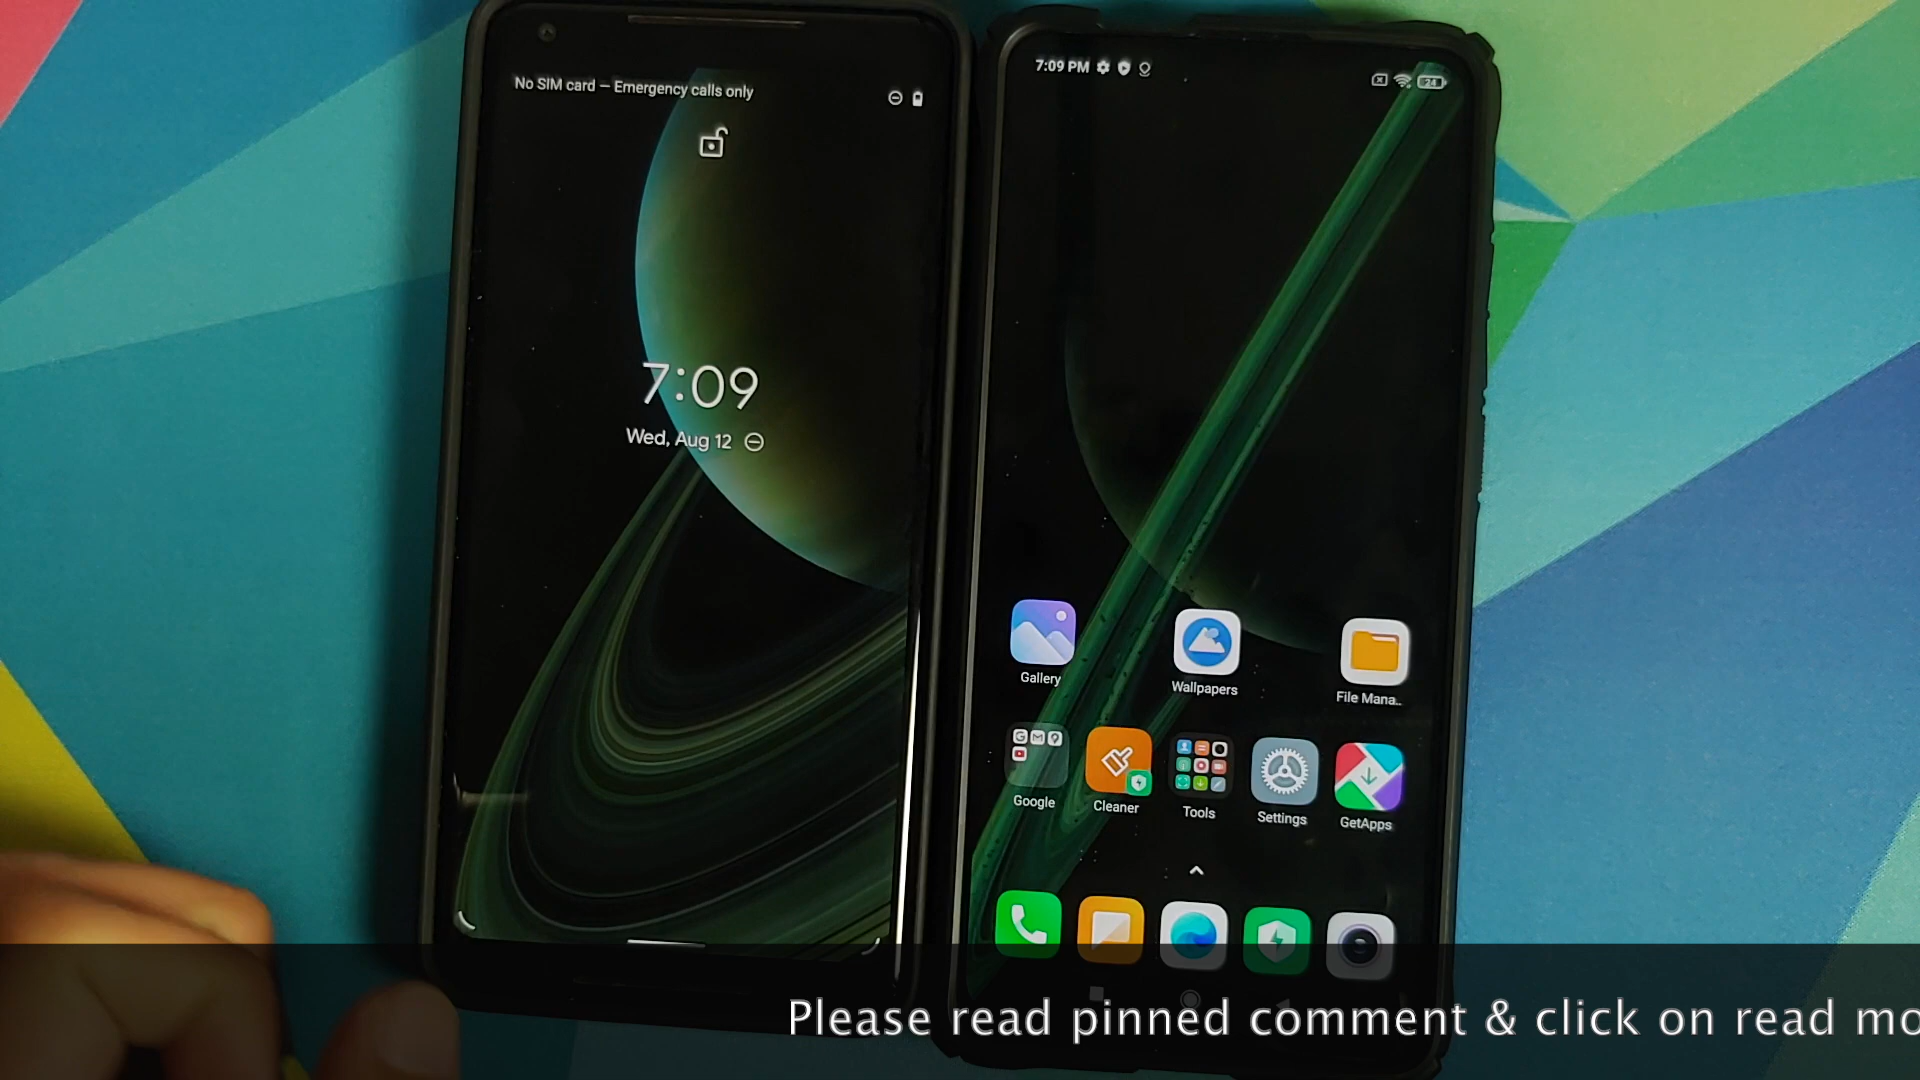 No SIM card – Emergency calls only
7:09
Wed, Aug 12
7:09 PM
24
Gallery
Wallpapers
File Mana..
Google
Cleaner
Tools
Settings
GetApps
Please read pinned comment & click on read mo